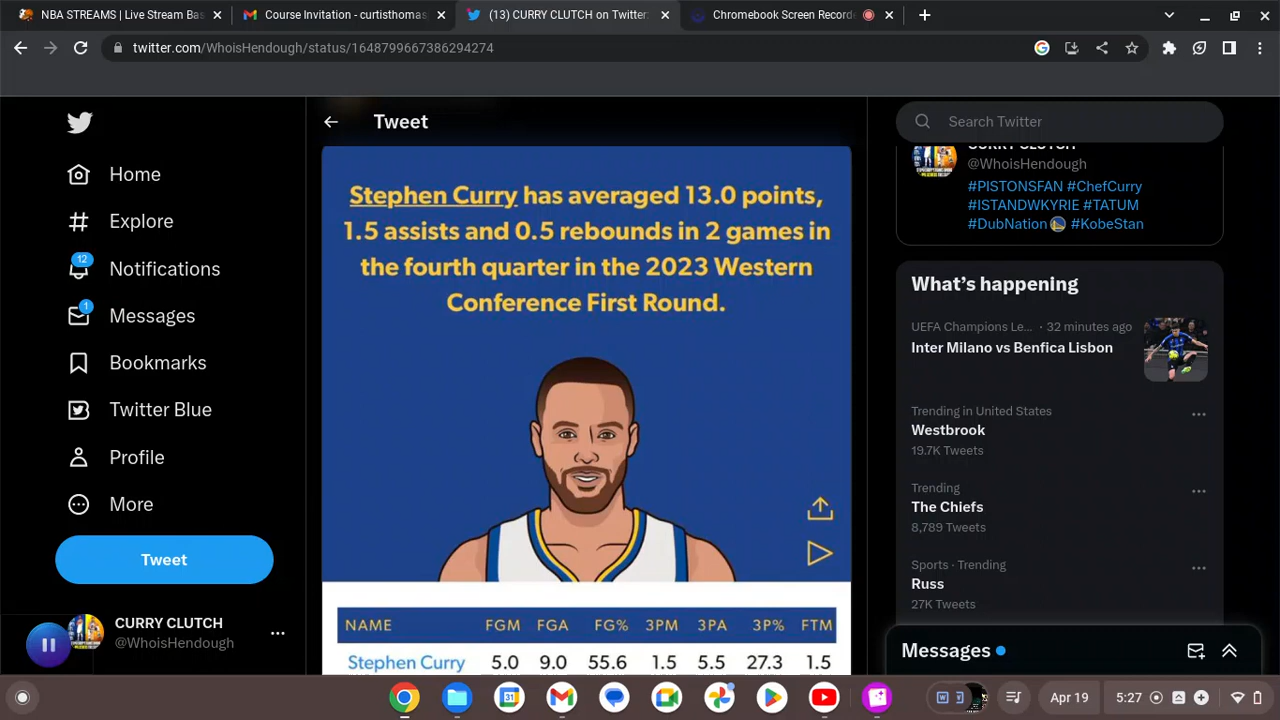 NBA STREAMS | Live Stream Bas
Course Invitation - curtisthomas
(13) CURRY CLUTCH on Twitter:
Chromebook Screen Recorde
twitter.com/WhoisHendough/status/1648799667386294274
Home
Explore
12
Notifications
1
Messages
Bookmarks
Twitter Blue
Profile
More
Tweet
CURRY CLUTCH
@WhoisHendough
Tweet
Stephen Curry has averaged 13.0 points,
1.5 assists and 0.5 rebounds in 2 games in
the fourth quarter in the 2023 Western
Conference First Round.
NAME FGM FGA FG% 3PM 3PA 3P% FTM
Stephen Curry 5.0 9.0 55.6 1.5 5.5 27.3 1.5
Search Twitter
CURRY CLUTCH
@WhoisHendough
#PISTONSFAN #ChefCurry
#ISTANDWKYRIE #TATUM
#DubNation #KobeStan
What's happening
UEFA Champions Le... · 32 minutes ago
Inter Milano vs Benfica Lisbon
Trending in United States
Westbrook
19.7K Tweets
Trending
The Chiefs
8,789 Tweets
Sports · Trending
Russ
27K Tweets
Messages
Apr 19
5:27